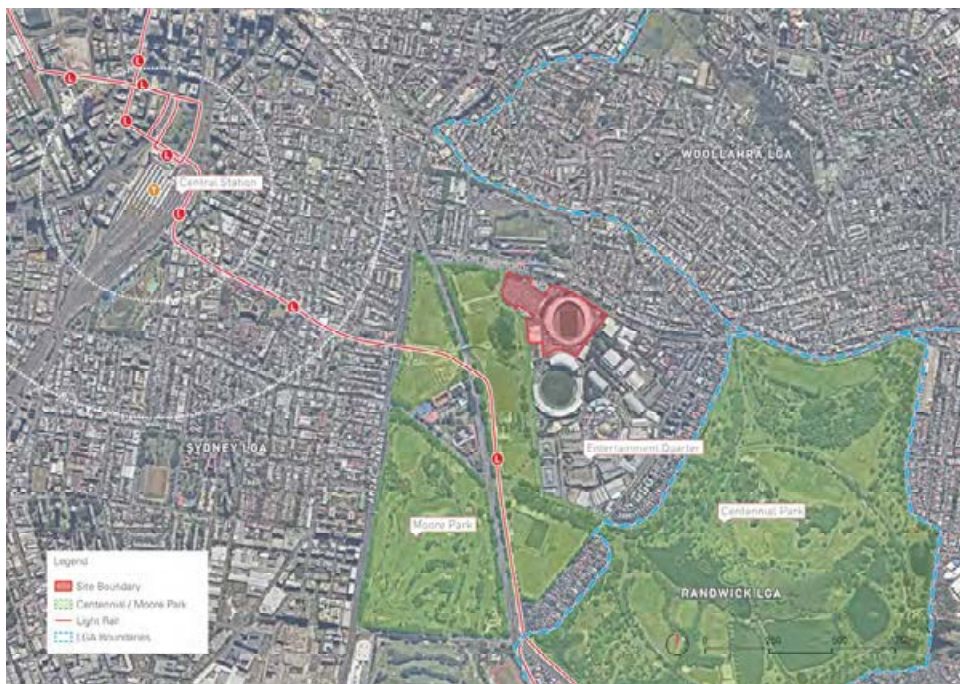 L
L
L
L
L
Central Station
T
L
L
WOOLLAHRA LGA
SYDNEY LGA
L
Entertainment Quarter
Moore Park
Centennial Park
RANDWICK LGA
Legend
Site Boundary
Centennial / Moore Park
Light Rail
LGA Boundaries